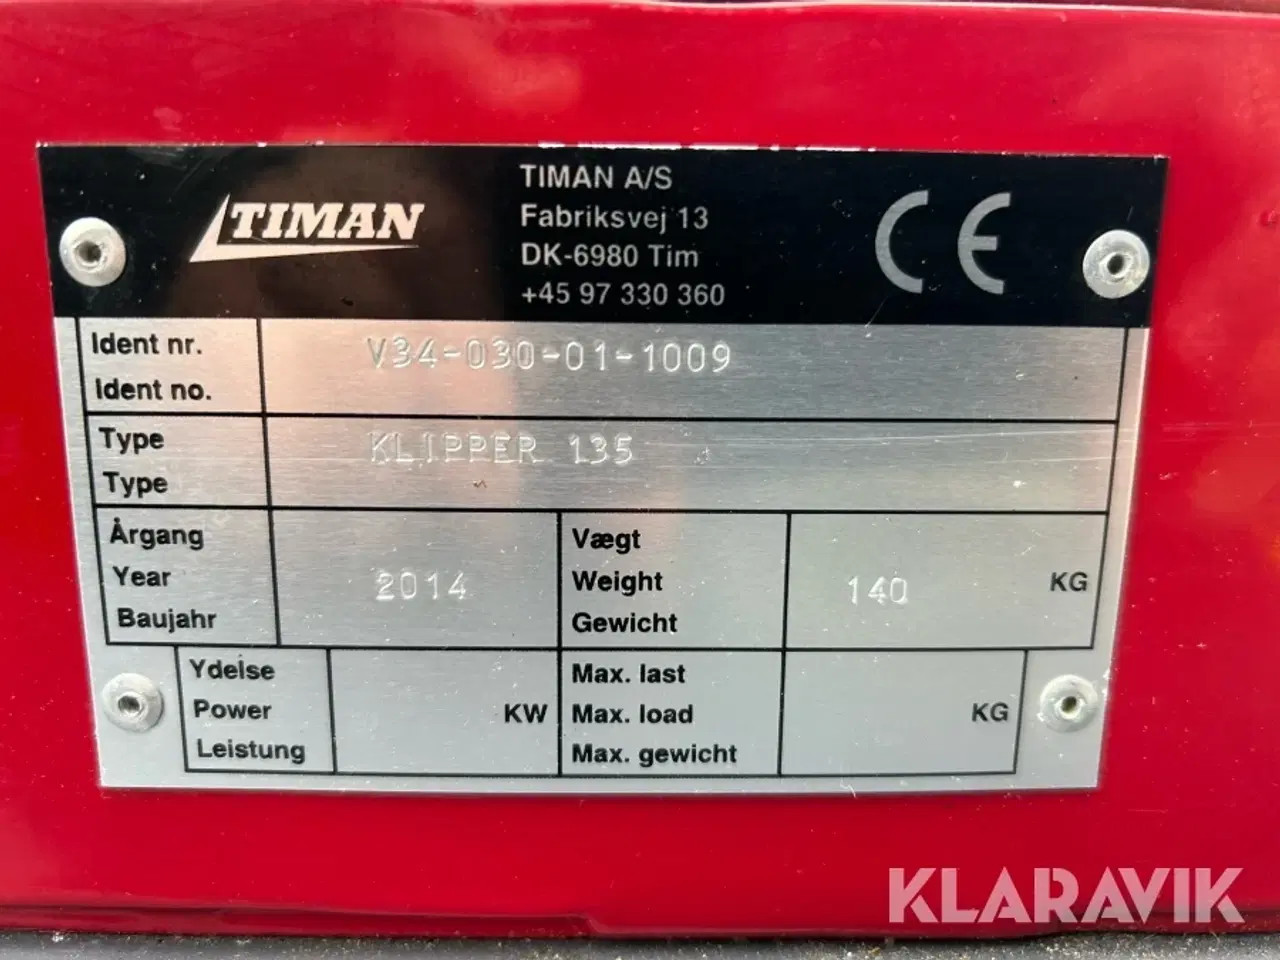 TIMAN
TIMAN A/S
Fabriksvej 13
DK-6980 Tim
+45 97 330 360
CE
Ident nr.
Ident no.
V34-030-01-1009
Type
Type
KLIPPER 135
Årgang
Year
Baujahr
2014
Vægt
Weight
Gewicht
140
KG
Ydelse
Power
Leistung
KW
Max. last
Max. load
Max. gewicht
KG
KLARAVIK